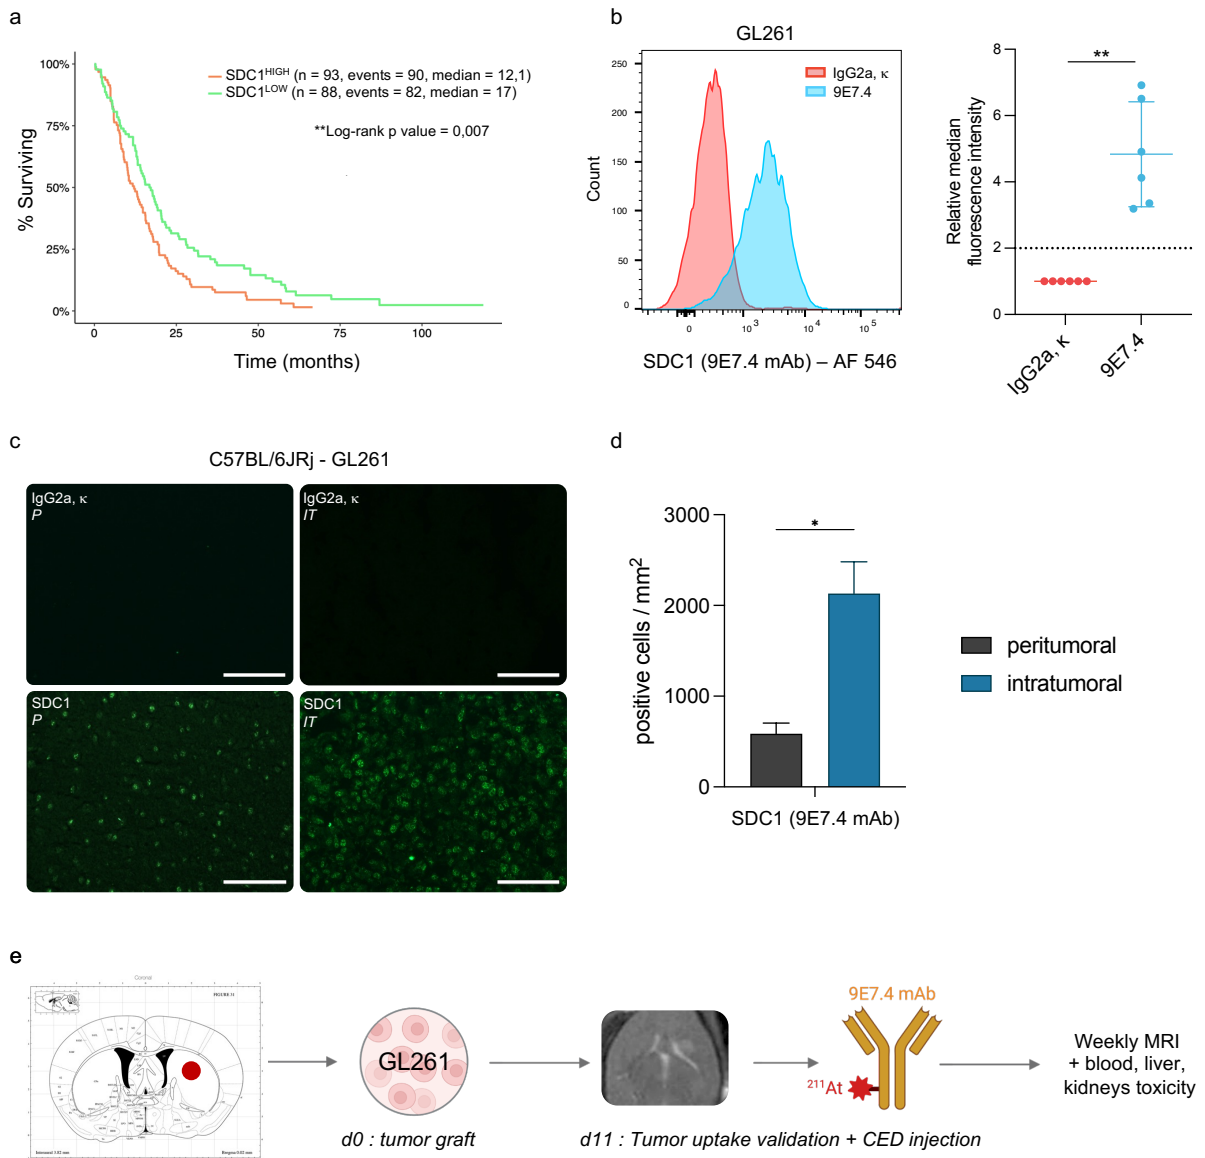 a
100%
75%
50%
25%
0%
% Surviving
0
25
50
75
100
Time (months)
SDC1HIGH (n = 93, events = 90, median = 12,1)
SDC1LOW (n = 88, events = 82, median = 17)
**Log-rank p value = 0,007
b
GL261
250
200
150
100
50
0
Count
IgG2a, κ
9E7.4
0
10³
10⁴
10⁵
SDC1 (9E7.4 mAb) – AF 546
8
6
4
2
0
Relative median
fluorescence intensity
**
IgG2a, κ
9E7.4
c
C57BL/6JRj - GL261
IgG2a, κ
P
IgG2a, κ
IT
SDC1
P
SDC1
IT
d
3000
2000
1000
0
positive cells / mm²
*
SDC1 (9E7.4 mAb)
peritumoral
intratumoral
e
Coronal
FIGURE 31
GL261
d0 : tumor graft
d11 : Tumor uptake validation + CED injection
9E7.4 mAb
²¹¹At
Weekly MRI
+ blood, liver,
kidneys toxicity